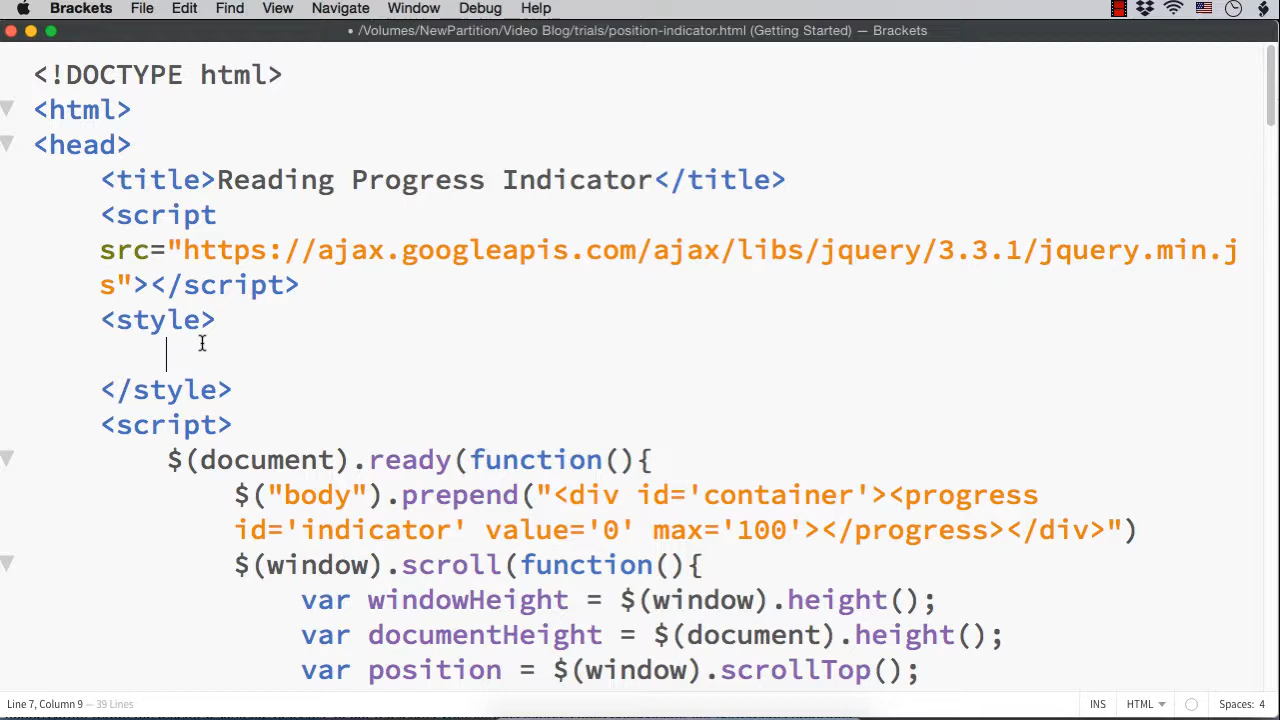 Brackets File Edit Find View Navigate Window Debug Help
• /Volumes/NewPartition/Video Blog/trials/position-indicator.html (Getting Started) — Brackets
<!DOCTYPE html>
<html>
<head>
<title>Reading Progress Indicator</title>
<script
src="https://ajax.googleapis.com/ajax/libs/jquery/3.3.1/jquery.min.j
s"></script>
<style>
</style>
<script>
$(document).ready(function(){
$("body").prepend("<div id='container'><progress
id='indicator' value='0' max='100'></progress></div>")
$(window).scroll(function(){
var windowHeight = $(window).height();
var documentHeight = $(document).height();
var position = $(window).scrollTop();
Line 7, Column 9 — 39 Lines INS HTML Spaces: 4